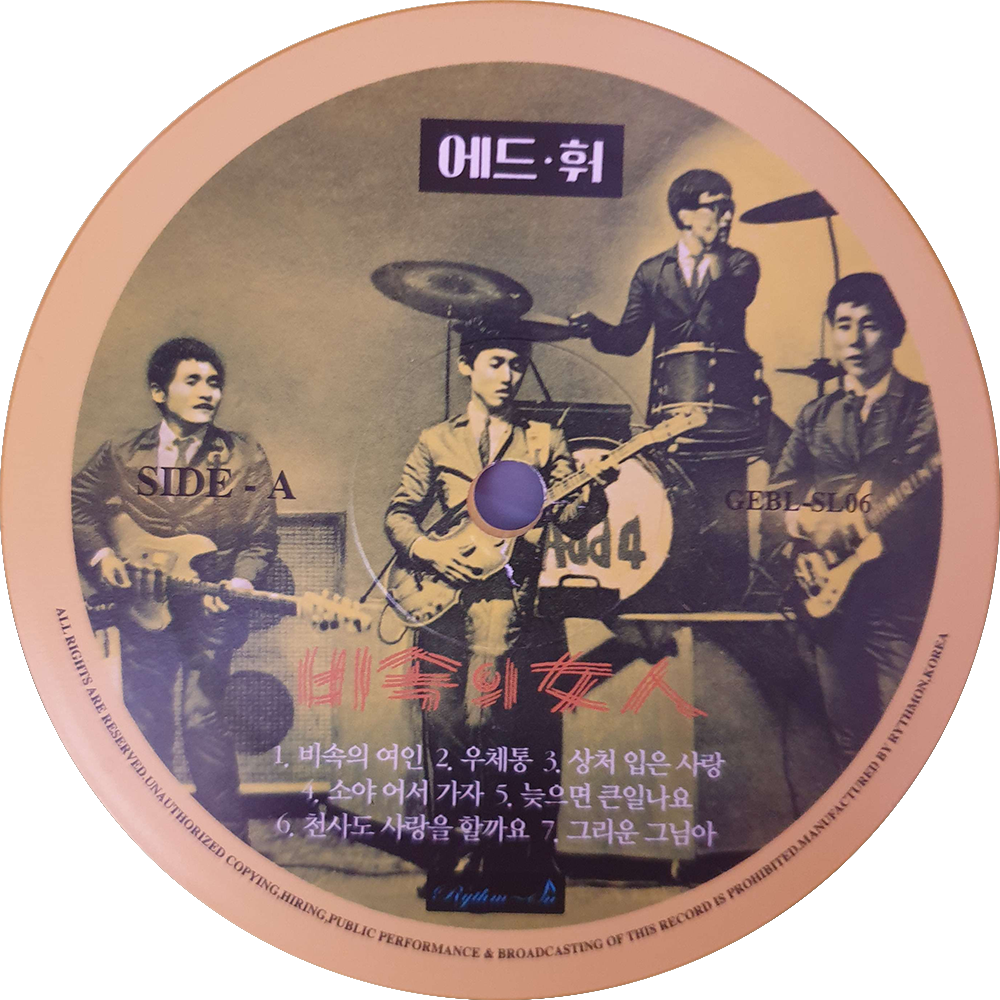 에드·훠
SIDE - A
GEBL-SL06
Add 4
비속의 女人
1. 비속의 여인 2. 우체통 3. 상처 입은 사랑
4. 소야 어서 가자 5. 늦으면 큰일나요
6. 천사도 사랑을 할까요 7. 그리운 그님아
ALL RIGHTS ARE RESERVED.UNAUTHORIZED COPYING,HIRING,PUBLIC PERFORMANCE & BROADCASTING OF THIS RECORD IS PROHIBITED.MANUFACTURED BY RYTHMON.KOREA